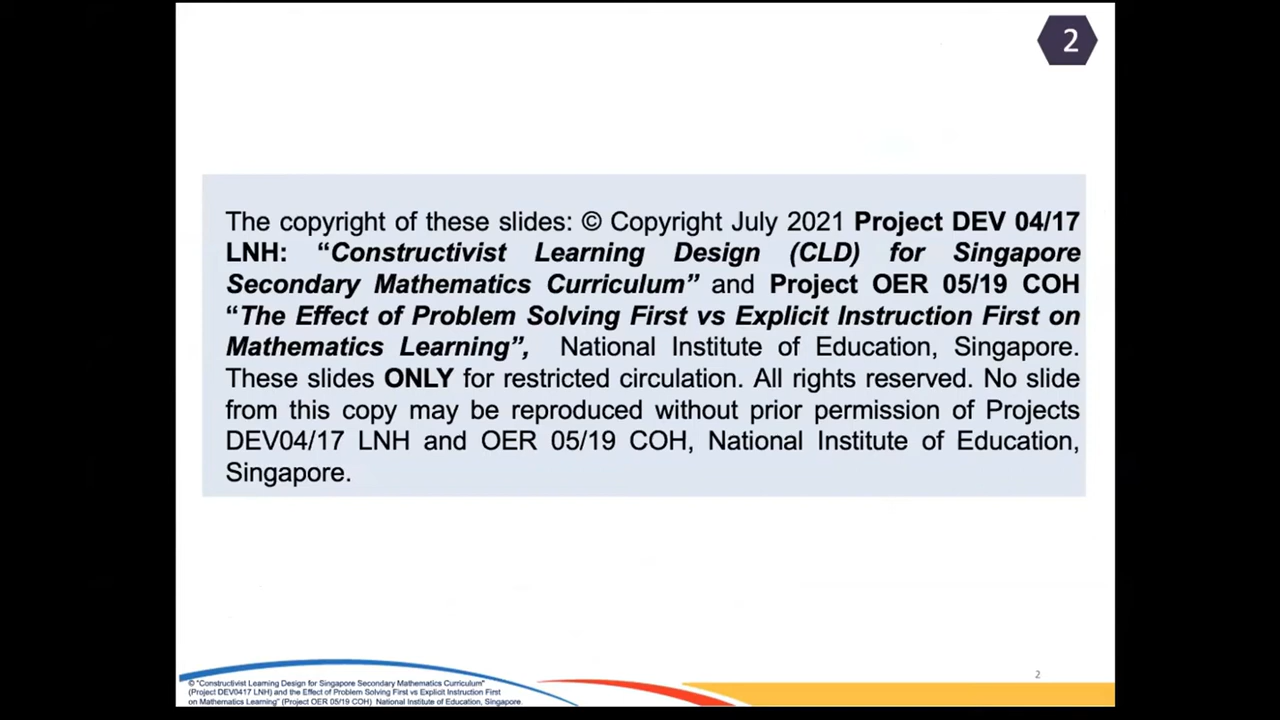 2
The copyright of these slides: © Copyright July 2021 Project DEV 04/17
LNH: “Constructivist Learning Design (CLD) for Singapore
Secondary Mathematics Curriculum” and Project OER 05/19 COH
“The Effect of Problem Solving First vs Explicit Instruction First on
Mathematics Learning”, National Institute of Education, Singapore.
These slides ONLY for restricted circulation. All rights reserved. No slide
from this copy may be reproduced without prior permission of Projects
DEV04/17 LNH and OER 05/19 COH, National Institute of Education,
Singapore.
2
© "Constructivist Learning Design for Singapore Secondary Mathematics Curriculum"
(Project DEV0417 LNH) and the Effect of Problem Solving First vs Explicit Instruction First
on Mathematics Learning" (Project OER 05/19 COH) National Institute of Education, Singapore